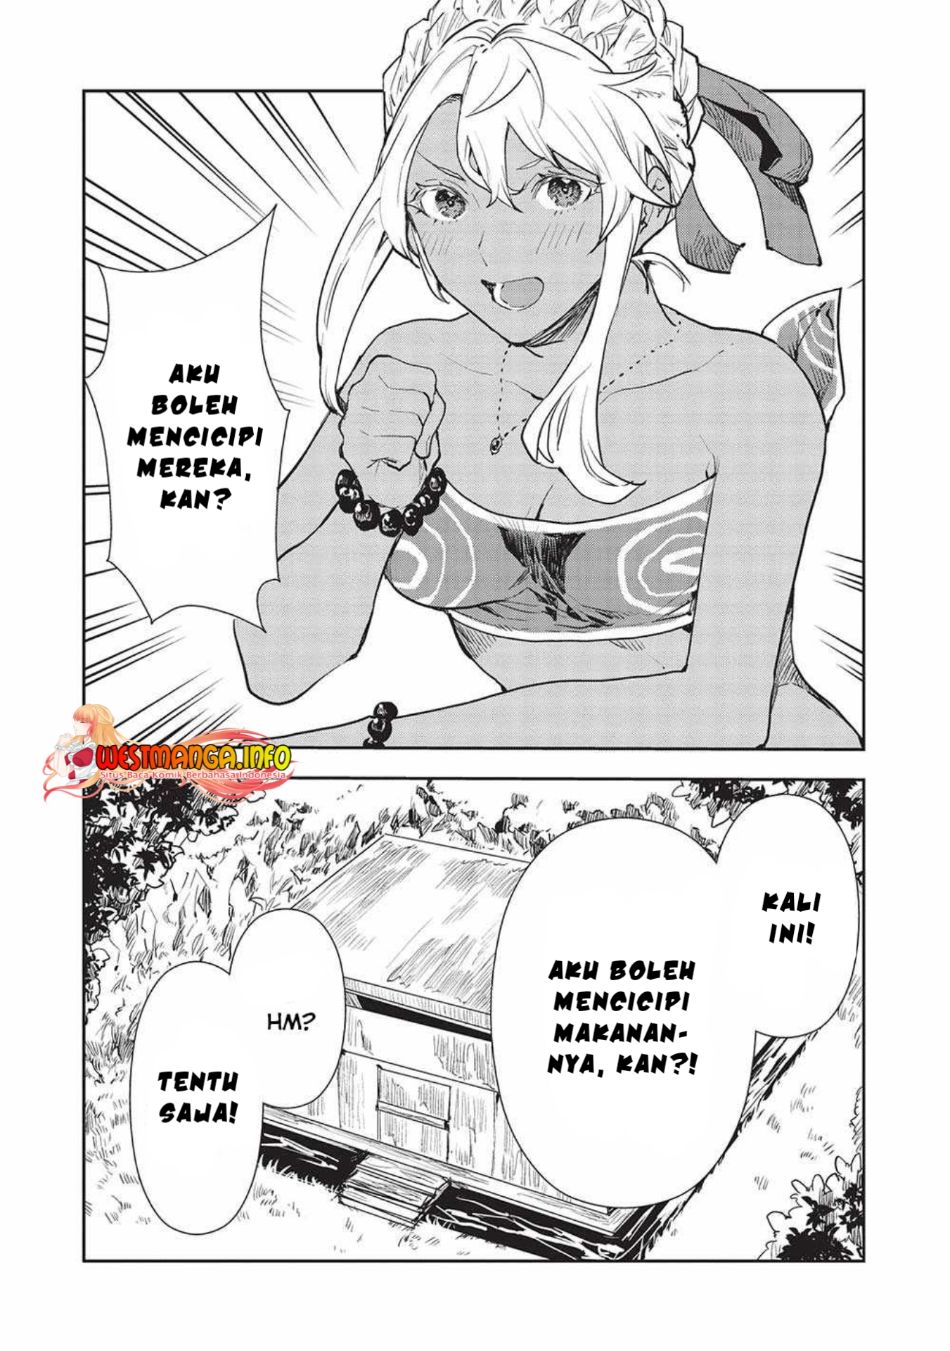 AKU
BOLEH
MENCICIPI
MEREKA,
KAN?
WESTMANGA.INFO
Situs Baca Komik Berbahasa Indonesia
KALI
INI!
AKU BOLEH
MENCICIPI
MAKANAN-
NYA, KAN?!
HM?
TENTU
SAJA!